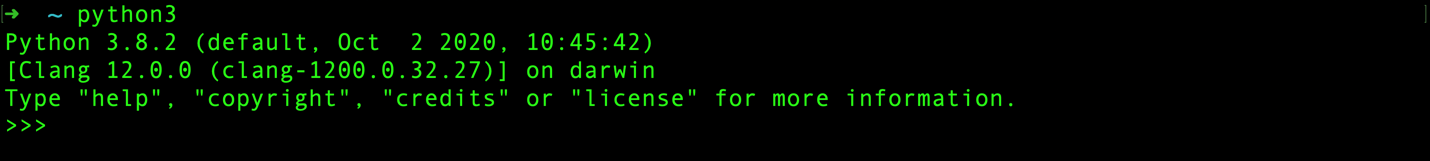 ➜  ~ python3
Python 3.8.2 (default, Oct  2 2020, 10:45:42)
[Clang 12.0.0 (clang-1200.0.32.27)] on darwin
Type "help", "copyright", "credits" or "license" for more information.
>>>